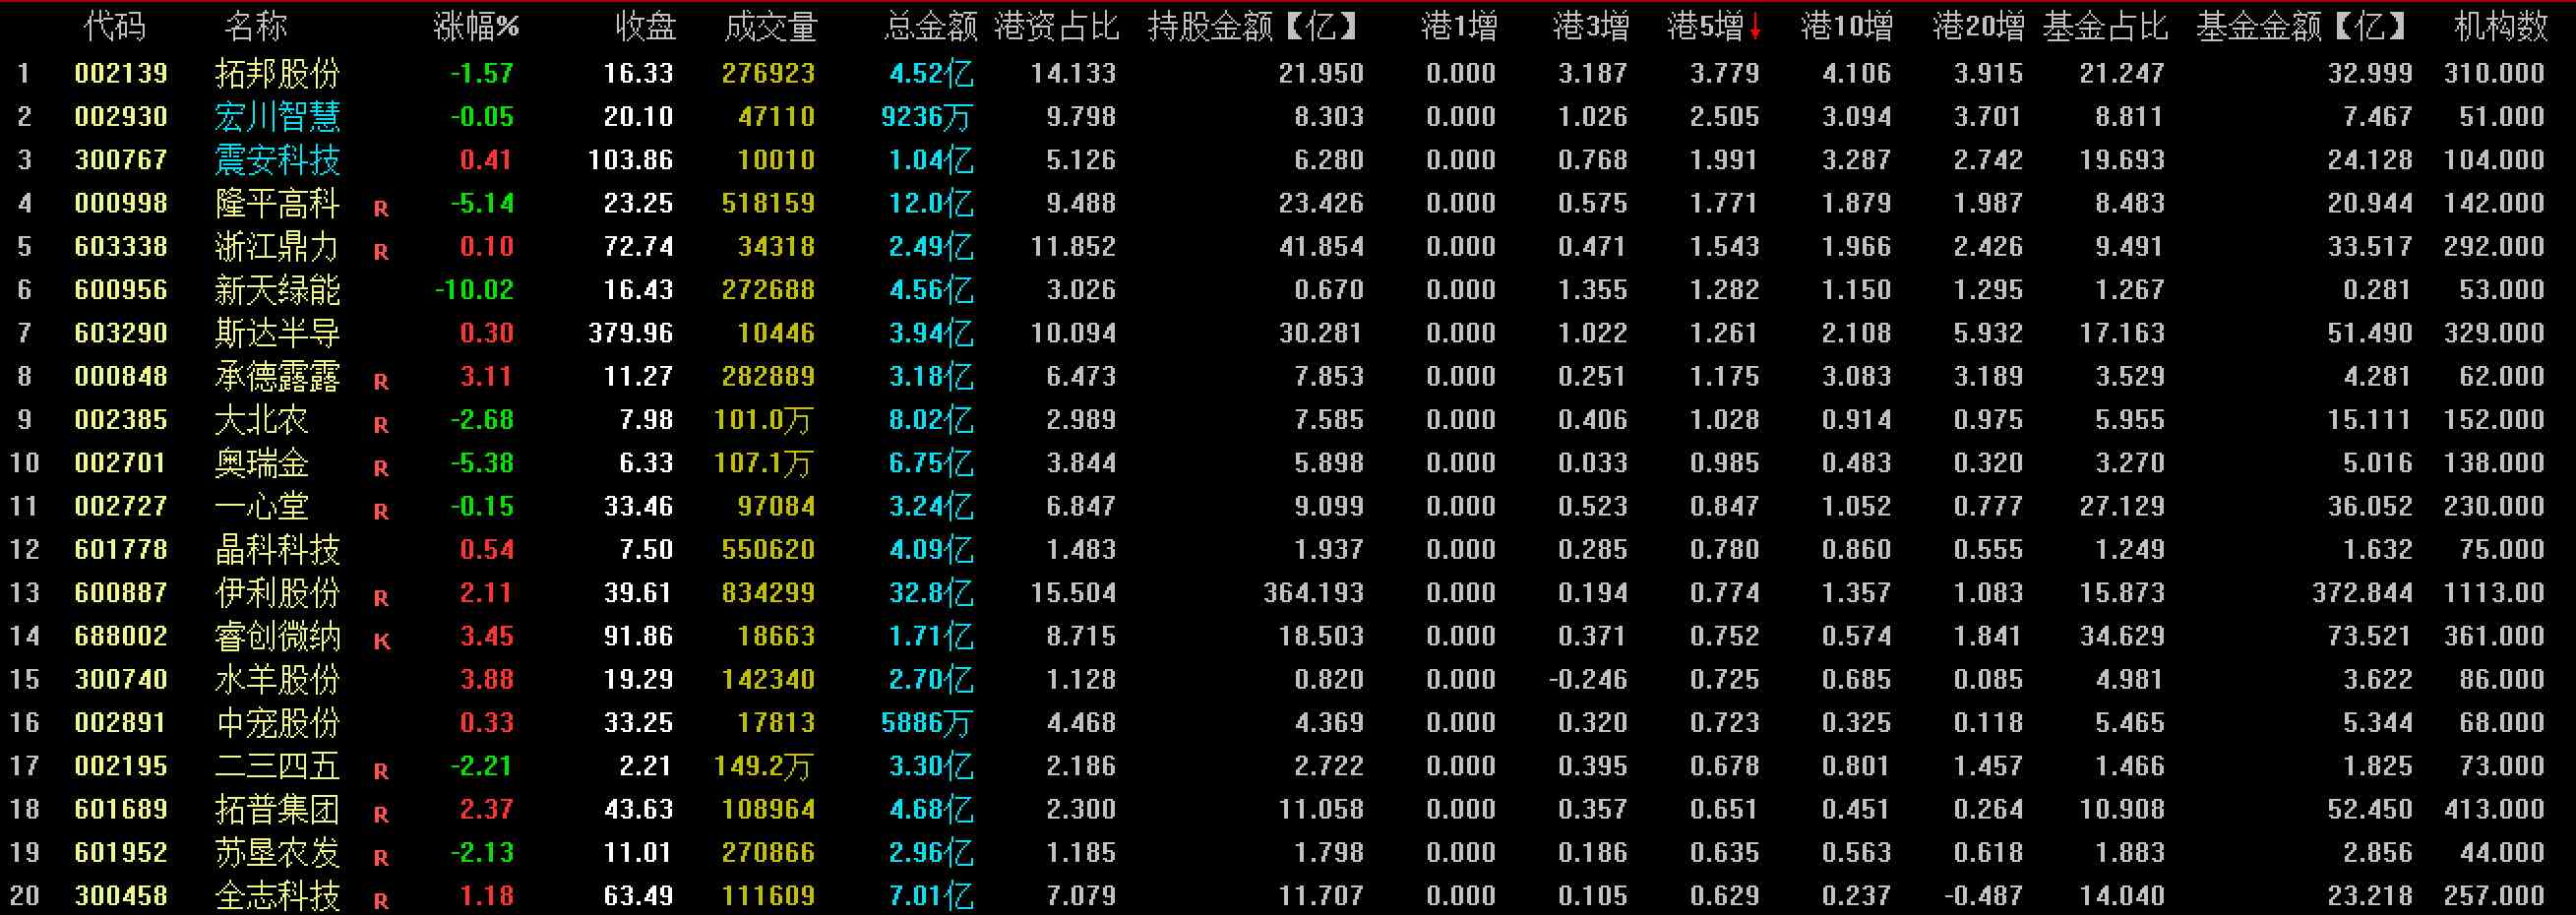 代码 名称 涨幅% 收盘 成交量 总金额 港资占比 持股金额【亿】 港1增 港3增 港5增↓ 港10增 港20增 基金占比 基金金额【亿】 机构数
1 002139 拓邦股份 -1.57 16.33 276923 4.52亿 14.133 21.950 0.000 3.187 3.779 4.106 3.915 21.247 32.999 310.000
2 002930 宏川智慧 -0.05 20.10 47110 9236万 9.798 8.303 0.000 1.026 2.505 3.094 3.701 8.811 7.467 51.000
3 300767 震安科技 0.41 103.86 10010 1.04亿 5.126 6.280 0.000 0.768 1.991 3.287 2.742 19.693 24.128 104.000
4 000998 隆平高科 R -5.14 23.25 518159 12.0亿 9.488 23.426 0.000 0.575 1.771 1.879 1.987 8.483 20.944 142.000
5 603338 浙江鼎力 R 0.10 72.74 34318 2.49亿 11.852 41.854 0.000 0.471 1.543 1.966 2.426 9.491 33.517 292.000
6 600956 新天绿能 -10.02 16.43 272688 4.56亿 3.026 0.670 0.000 1.355 1.282 1.150 1.295 1.267 0.281 53.000
7 603290 斯达半导 0.30 379.96 10446 3.94亿 10.094 30.281 0.000 1.022 1.261 2.108 5.932 17.163 51.490 329.000
8 000848 承德露露 R 3.11 11.27 282889 3.18亿 6.473 7.853 0.000 0.251 1.175 3.083 3.189 3.529 4.281 62.000
9 002385 大北农 R -2.68 7.98 101.0万 8.02亿 2.989 7.585 0.000 0.406 1.028 0.914 0.975 5.955 15.111 152.000
10 002701 奥瑞金 R -5.38 6.33 107.1万 6.75亿 3.844 5.898 0.000 0.033 0.985 0.483 0.320 3.270 5.016 138.000
11 002727 一心堂 R -0.15 33.46 97084 3.24亿 6.847 9.099 0.000 0.523 0.847 1.052 0.777 27.129 36.052 230.000
12 601778 晶科科技 0.54 7.50 550620 4.09亿 1.483 1.937 0.000 0.285 0.780 0.860 0.555 1.249 1.632 75.000
13 600887 伊利股份 R 2.11 39.61 834299 32.8亿 15.504 364.193 0.000 0.194 0.774 1.357 1.083 15.873 372.844 1113.00
14 688002 睿创微纳 K 3.45 91.86 18663 1.71亿 8.715 18.503 0.000 0.371 0.752 0.574 1.841 34.629 73.521 361.000
15 300740 水羊股份 3.88 19.29 142340 2.70亿 1.128 0.820 0.000 -0.246 0.725 0.685 0.085 4.981 3.622 86.000
16 002891 中宠股份 0.33 33.25 17813 5886万 4.468 4.369 0.000 0.320 0.723 0.325 0.118 5.465 5.344 68.000
17 002195 二三四五 R -2.21 2.21 149.2万 3.30亿 2.186 2.722 0.000 0.395 0.678 0.801 1.457 1.466 1.825 73.000
18 601689 拓普集团 R 2.37 43.63 108964 4.68亿 2.300 11.058 0.000 0.357 0.651 0.451 0.264 10.908 52.450 413.000
19 601952 苏垦农发 R -2.13 11.01 270866 2.96亿 1.185 1.798 0.000 0.186 0.635 0.563 0.618 1.883 2.856 44.000
20 300458 全志科技 R 1.18 63.49 111609 7.01亿 7.079 11.707 0.000 0.105 0.629 0.237 -0.487 14.040 23.218 257.000